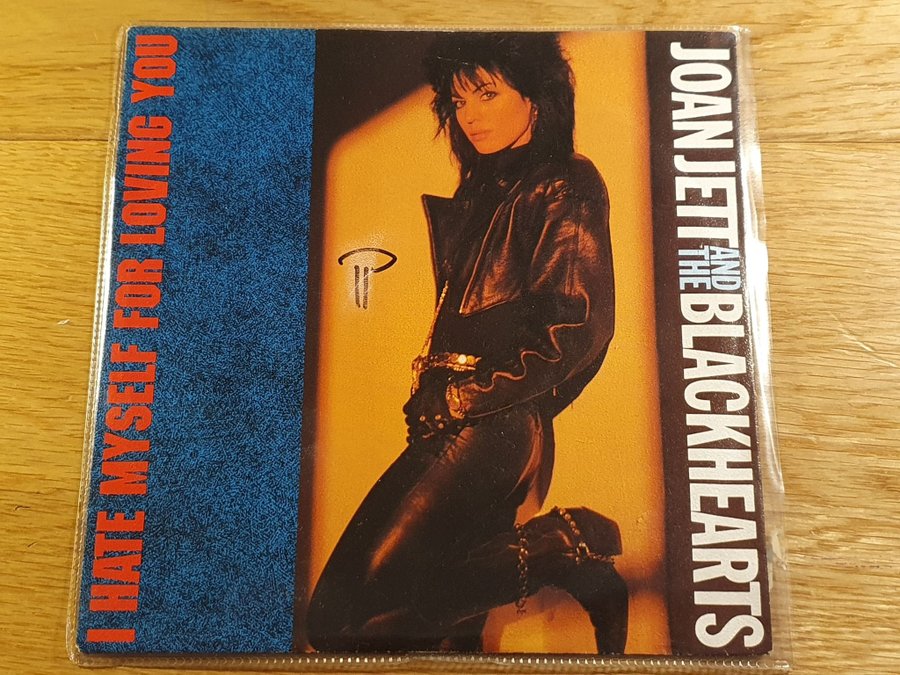 I HATE MYSELF FOR LOVING YOU
JOAN JETT AND THE BLACKHEARTS